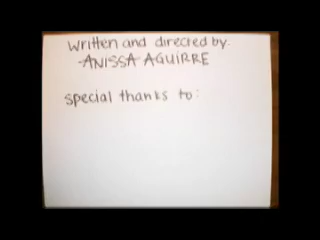 written and directed by:
-ANISSA AGUIRRE
special thanks to: